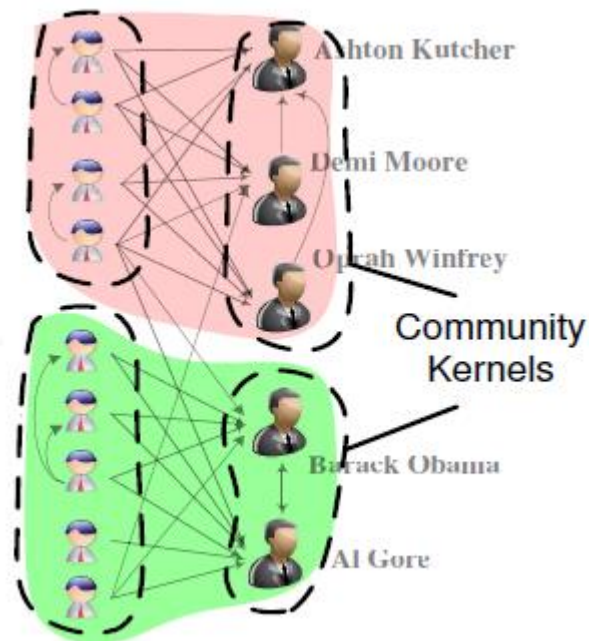 Ashton Kutcher
Demi Moore
Oprah Winfrey
Community
Kernels
Barack Obama
Al Gore